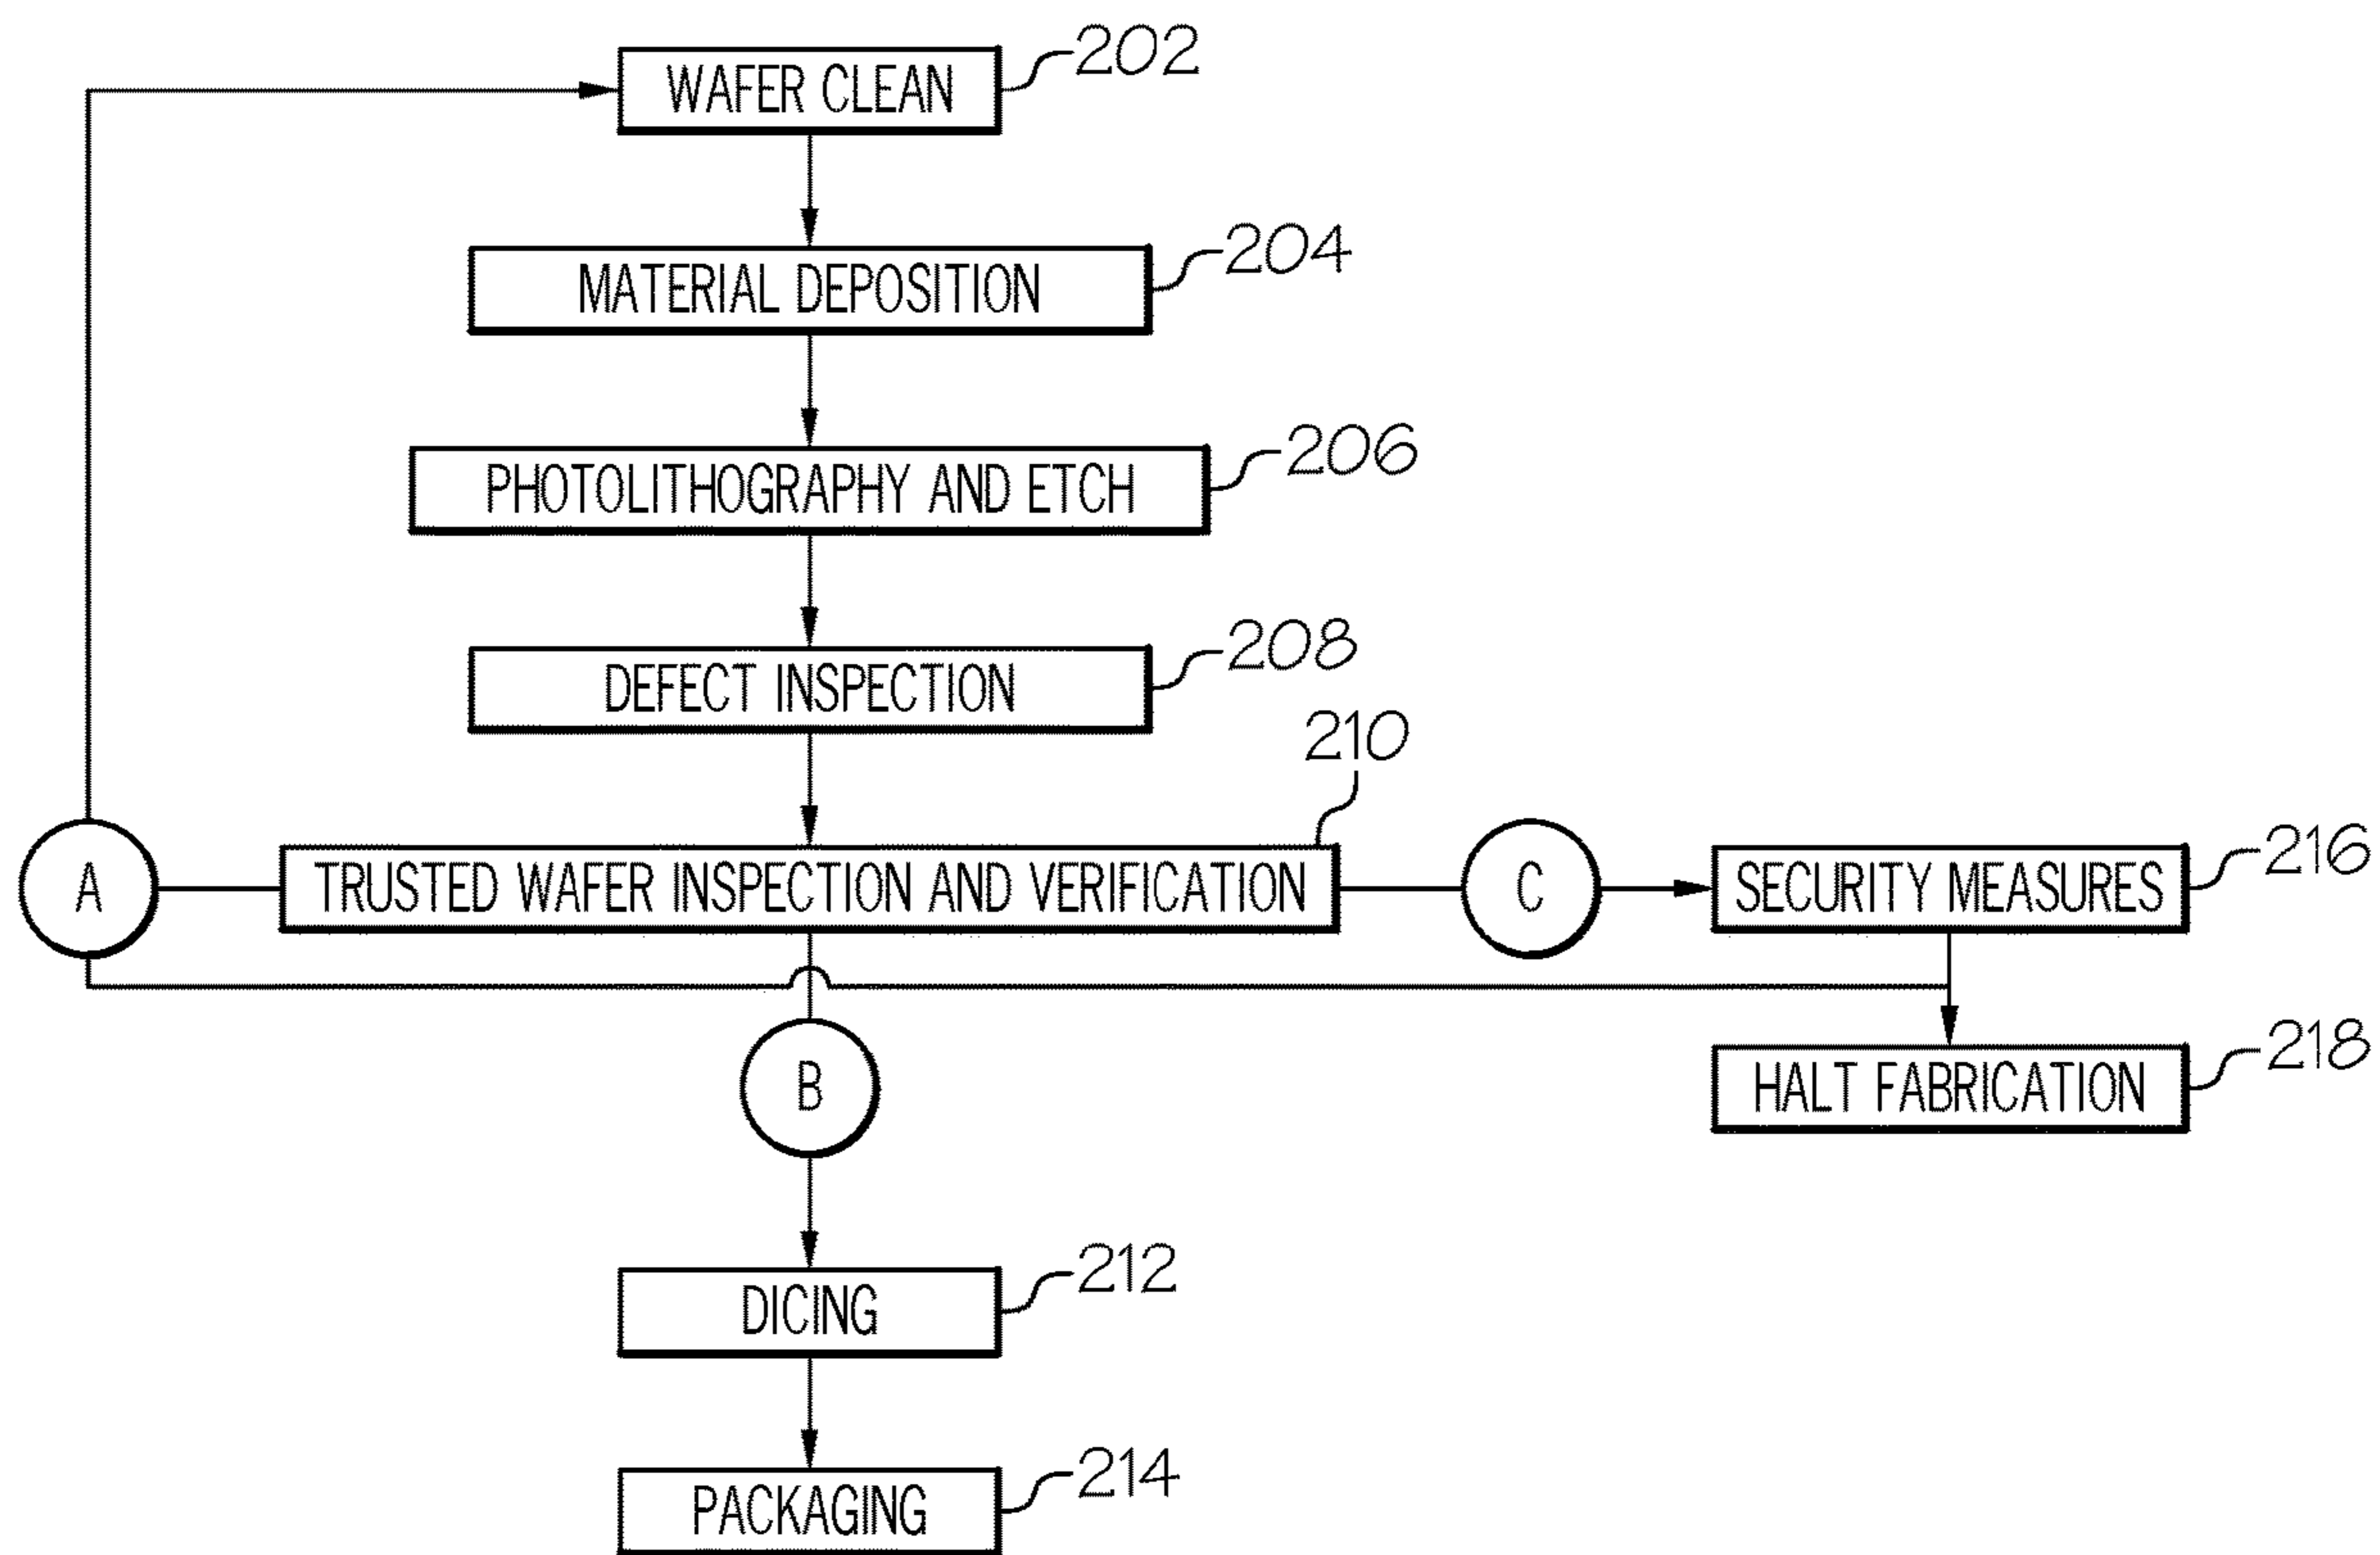 WAFER CLEAN 202
MATERIAL DEPOSITION 204
PHOTOLITHOGRAPHY AND ETCH 206
DEFECT INSPECTION 208
210
A TRUSTED WAFER INSPECTION AND VERIFICATION C SECURITY MEASURES 216
B HALT FABRICATION 218
DICING 212
PACKAGING 214